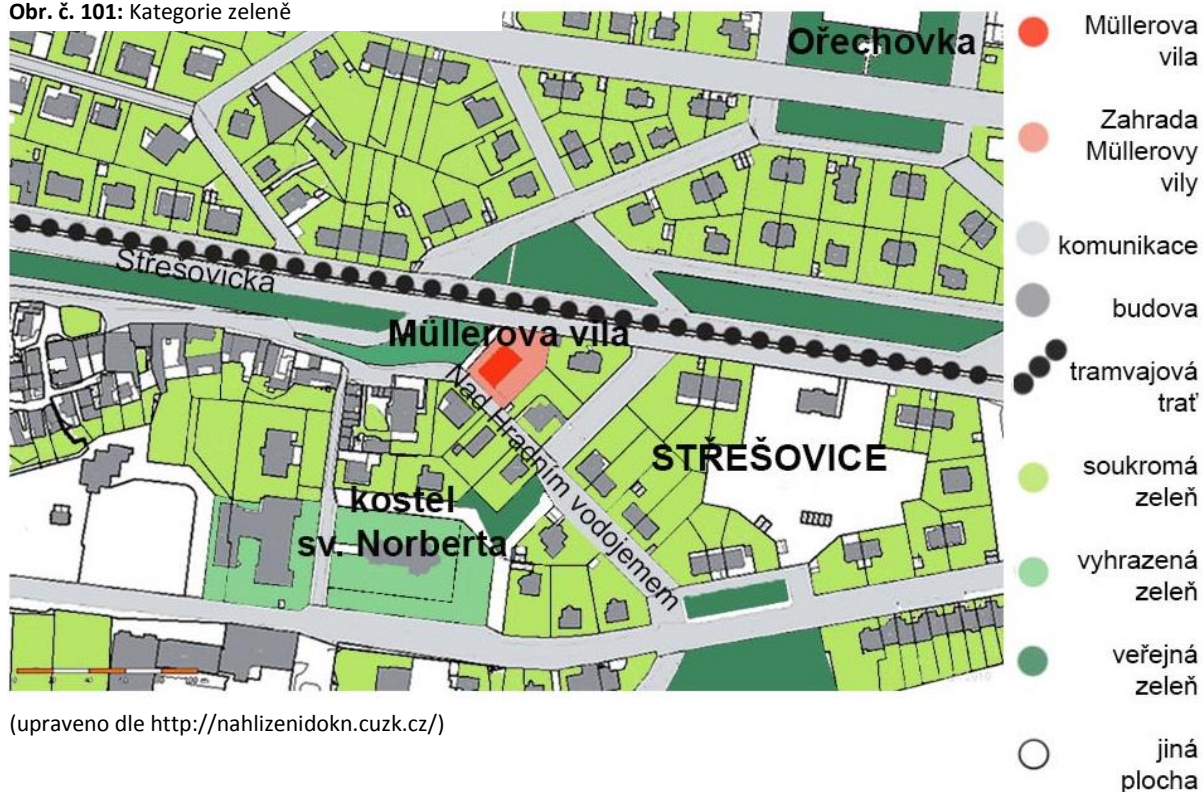 Obr. č. 101: Kategorie zeleně
Ořechovka
Střešovická
Müllerova vila
Nad Hradním vodojemem
STŘEŠOVICE
kostel
sv. Norberta
Müllerova
vila
Zahrada
Müllerovy
vily
komunikace
budova
tramvajová
trať
soukromá
zeleň
vyhrazená
zeleň
veřejná
zeleň
jiná
plocha
(upraveno dle http://nahlizenidokn.cuzk.cz/)